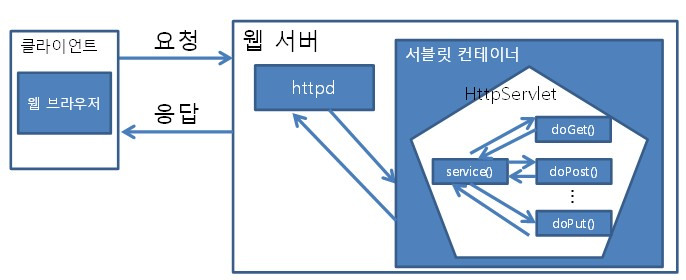 클라이언트
웹 브라우저
요청
응답
웹 서버
httpd
서블릿 컨테이너
HttpServlet
service()
doGet()
doPost()
⋮
doPut()